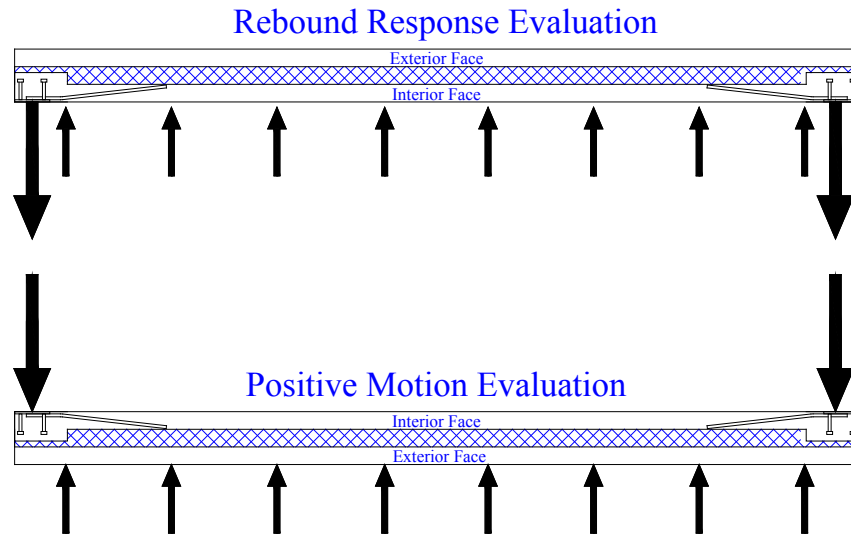 Rebound Response Evaluation
Exterior Face
Interior Face
Positive Motion Evaluation
Interior Face
Exterior Face